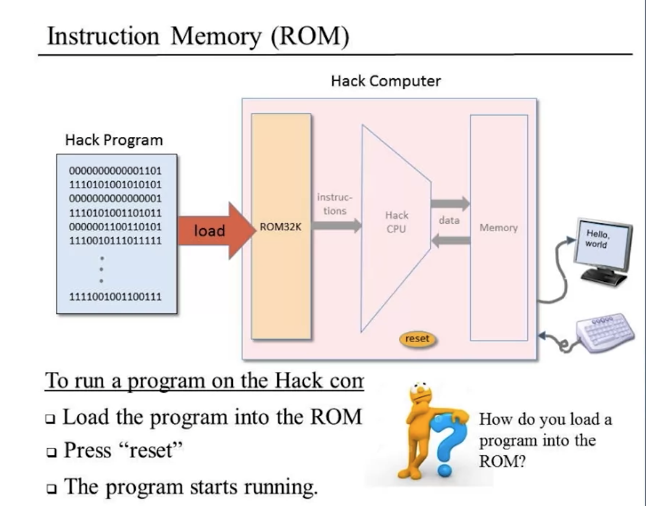 Instruction Memory (ROM)
Hack Computer
Hack Program
0000000000001101
1110101001010101
0000000000000001
1110101001101011
0000001100110101
1110010111011111
1111001001100111
load
ROM32K
instruc-
tions
Hack
CPU
data
Memory
reset
Hello,
world
To run a program on the Hack com
Load the program into the ROM
Press “reset”
The program starts running.
How do you load a
program into the
ROM?